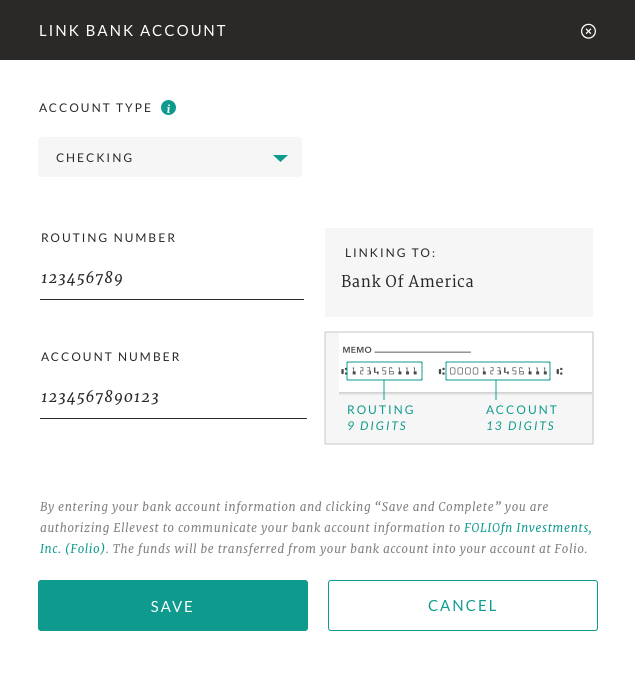 LINK BANK ACCOUNT
ACCOUNT TYPE i
CHECKING
ROUTING NUMBER
123456789
ACCOUNT NUMBER
1234567890123
LINKING TO:
Bank Of America
MEMO
⑆123456111 ⑆0000123456111⑆
ROUTING ACCOUNT
9 DIGITS 13 DIGITS
By entering your bank account information and clicking “Save and Complete” you are
authorizing Ellevest to communicate your bank account information to FOLIOfn Investments,
Inc. (Folio). The funds will be transferred from your bank account into your account at Folio.
SAVE CANCEL